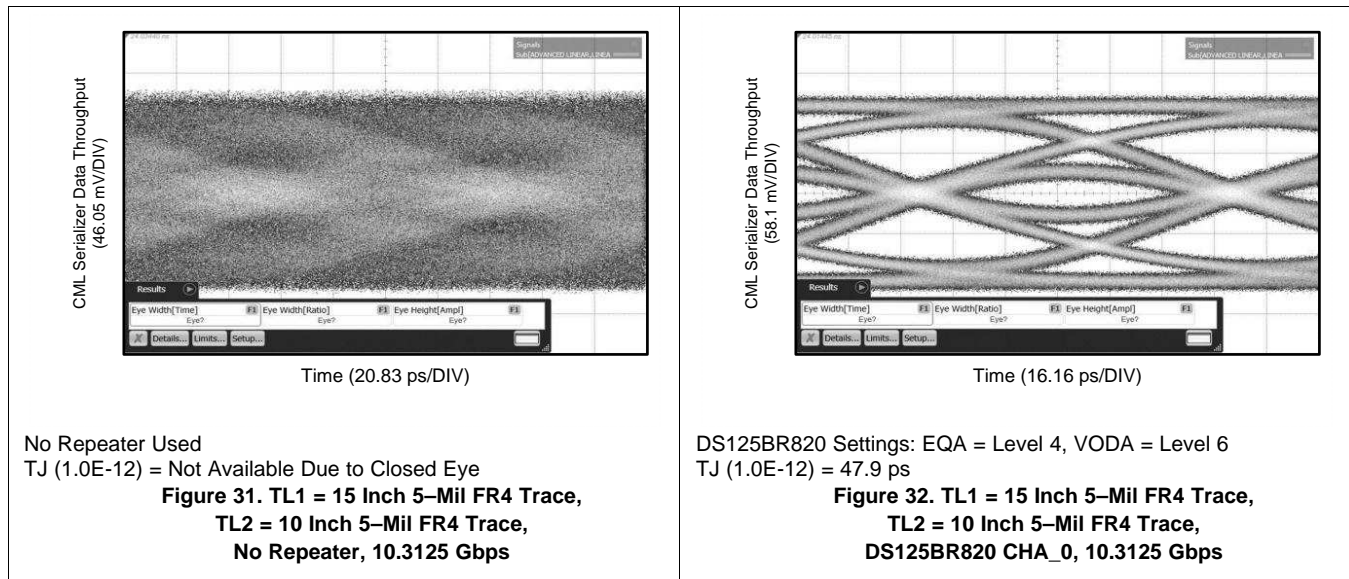 24.03440 ns
Signals
CML Serializer Data Throughput
(46.05 mV/DIV)
Results
Eye Width[Time] F1 Eye Width[Ratio] F1 Eye Height[Ampl] F1
Eye? Eye? Eye?
X Details... Limits... Setup...
Time (20.83 ps/DIV)
No Repeater Used
TJ (1.0E-12) = Not Available Due to Closed Eye
Figure 31. TL1 = 15 Inch 5–Mil FR4 Trace,
TL2 = 10 Inch 5–Mil FR4 Trace,
No Repeater, 10.3125 Gbps
24.01445 ns
Signals
CML Serializer Data Throughput
(58.1 mV/DIV)
Results
Eye Width[Time] F1 Eye Width[Ratio] F1 Eye Height[Ampl] F1
Eye? Eye? Eye?
X Details... Limits... Setup...
Time (16.16 ps/DIV)
DS125BR820 Settings: EQA = Level 4, VODA = Level 6
TJ (1.0E-12) = 47.9 ps
Figure 32. TL1 = 15 Inch 5–Mil FR4 Trace,
TL2 = 10 Inch 5–Mil FR4 Trace,
DS125BR820 CHA_0, 10.3125 Gbps